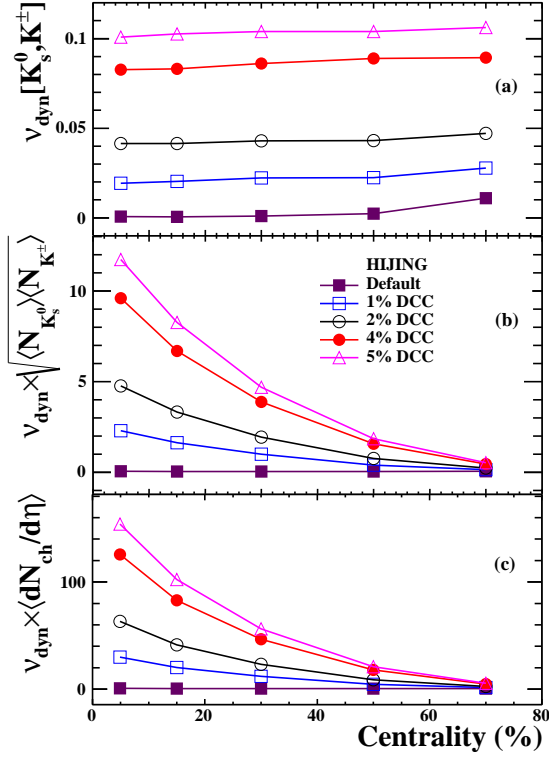 0.1
0.05
0
ν_dyn[K_s^0,K^±]
(a)
10
5
0
ν_dyn×√⟨N_{K_s^0}⟩⟨N_{K^±}⟩
HIJING
Default
1% DCC
2% DCC
4% DCC
5% DCC
(b)
100
0
ν_dyn×⟨dN_ch/dη⟩
(c)
0 20 40 60 80
Centrality (%)